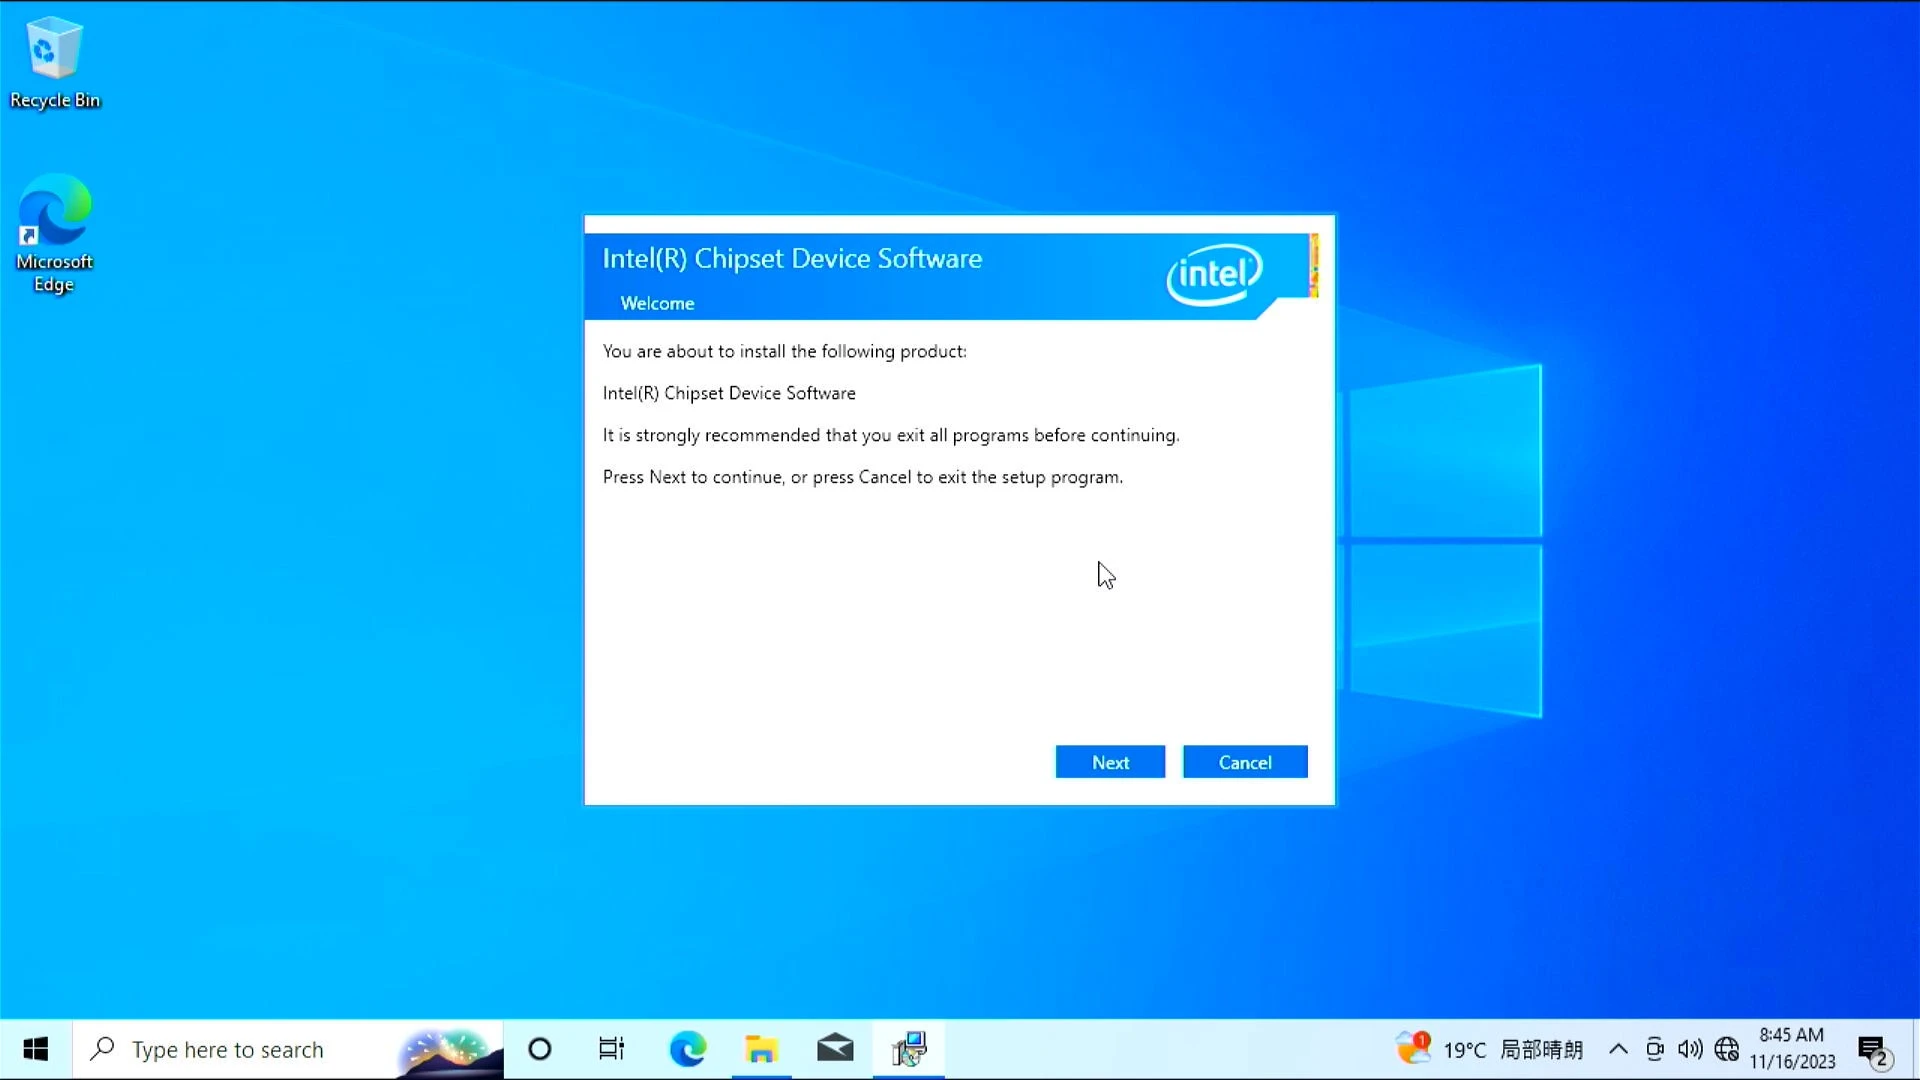 Recycle Bin
Microsoft
Edge
Intel(R) Chipset Device Software
intel
Welcome
You are about to install the following product:
Intel(R) Chipset Device Software
It is strongly recommended that you exit all programs before continuing.
Press Next to continue, or press Cancel to exit the setup program.
Next
Cancel
Type here to search
1
19°C 局部晴朗
8:45 AM
11/16/2023
2